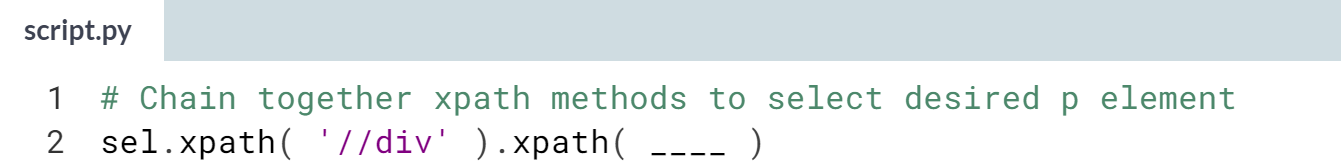 script.py
1 # Chain together xpath methods to select desired p element
2 sel.xpath( '//div' ).xpath( ____ )